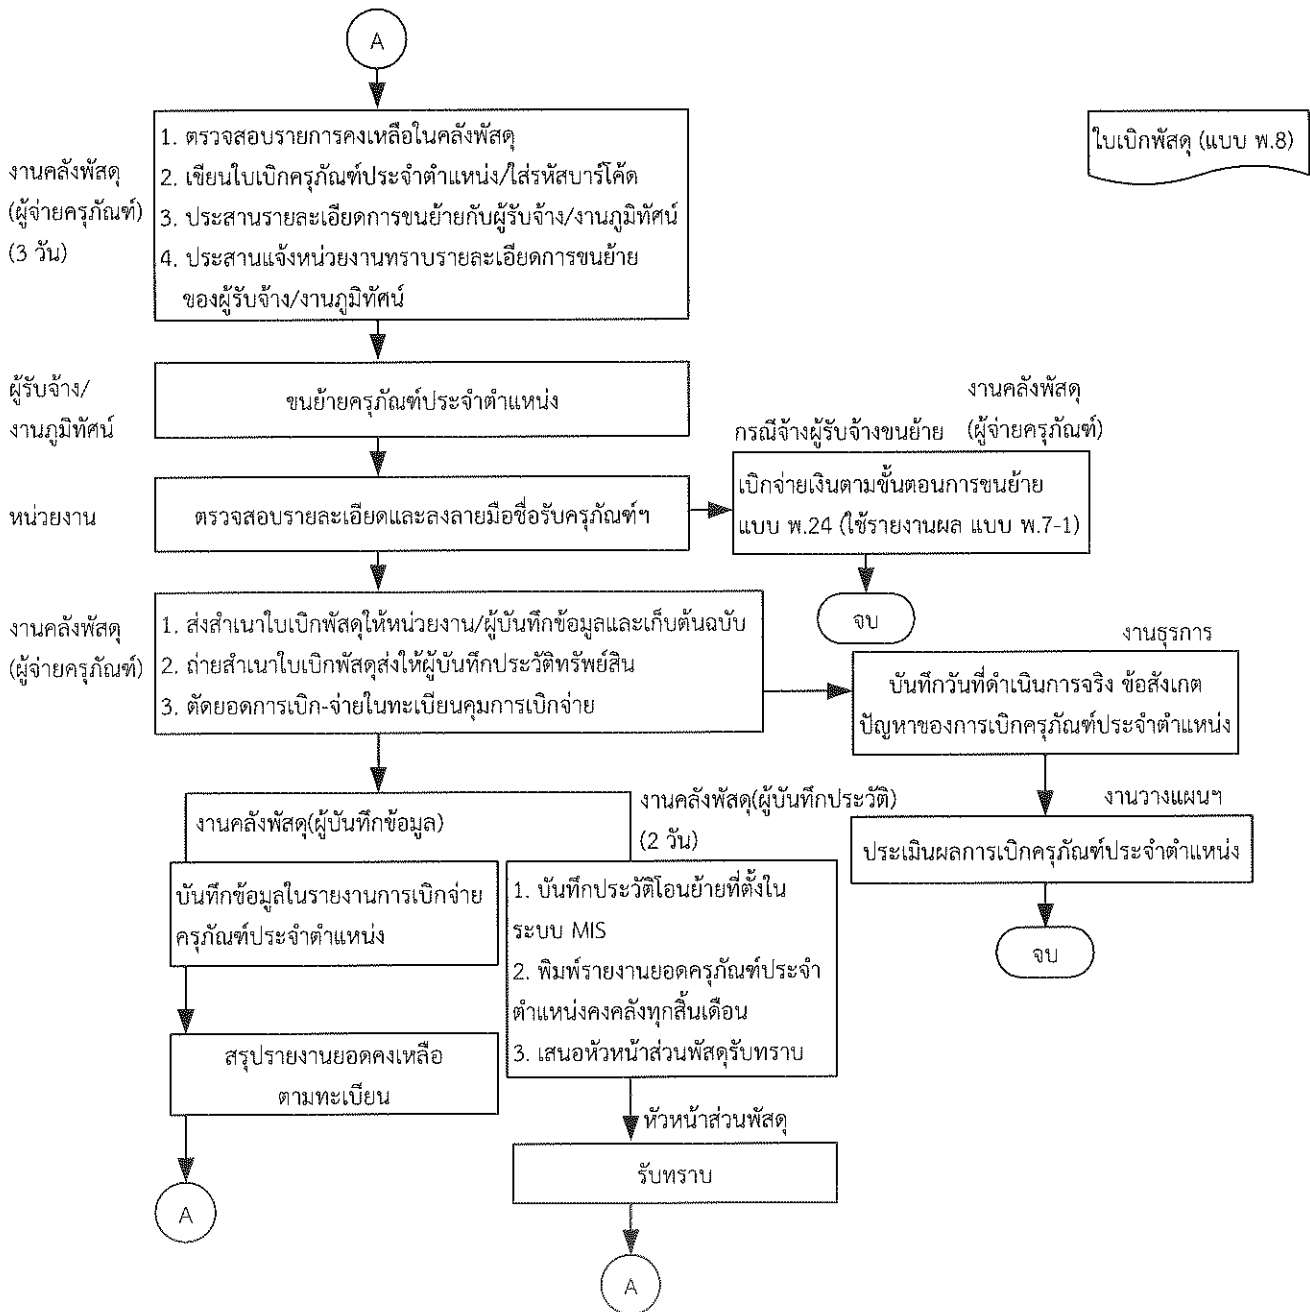 A
งานคลังพัสดุ
(ผู้จ่ายครุภัณฑ์)
(3 วัน)
1. ตรวจสอบรายการคงเหลือในคลังพัสดุ
2. เขียนใบเบิกครุภัณฑ์ประจำตำแหน่ง/ใส่รหัสบาร์โค้ด
3. ประสานรายละเอียดการขนย้ายกับผู้รับจ้าง/งานภูมิทัศน์
4. ประสานแจ้งหน่วยงานทราบรายละเอียดการขนย้าย
ของผู้รับจ้าง/งานภูมิทัศน์
ใบเบิกพัสดุ (แบบ พ.8)
ผู้รับจ้าง/
งานภูมิทัศน์
ขนย้ายครุภัณฑ์ประจำตำแหน่ง
หน่วยงาน
ตรวจสอบรายละเอียดและลงลายมือชื่อรับครุภัณฑ์ฯ
กรณีจ้างผู้รับจ้างขนย้าย
งานคลังพัสดุ
(ผู้จ่ายครุภัณฑ์)
เบิกจ่ายเงินตามขั้นตอนการขนย้าย
แบบ พ.24 (ใช้รายงานผล แบบ พ.7-1)
จบ
งานคลังพัสดุ
(ผู้จ่ายครุภัณฑ์)
1. ส่งสำเนาใบเบิกพัสดุให้หน่วยงาน/ผู้บันทึกข้อมูลและเก็บต้นฉบับ
2. ถ่ายสำเนาใบเบิกพัสดุส่งให้ผู้บันทึกประวัติทรัพย์สิน
3. ตัดยอดการเบิก-จ่ายในทะเบียนคุมการเบิกจ่าย
งานธุรการ
บันทึกวันที่ดำเนินการจริง ข้อสังเกต
ปัญหาของการเบิกครุภัณฑ์ประจำตำแหน่ง
งานวางแผนฯ
ประเมินผลการเบิกครุภัณฑ์ประจำตำแหน่ง
จบ
งานคลังพัสดุ(ผู้บันทึกข้อมูล)
บันทึกข้อมูลในรายงานการเบิกจ่าย
ครุภัณฑ์ประจำตำแหน่ง
สรุปรายงานยอดคงเหลือ
ตามทะเบียน
A
งานคลังพัสดุ(ผู้บันทึกประวัติ)
(2 วัน)
1. บันทึกประวัติโอนย้ายที่ตั้งใน
ระบบ MIS
2. พิมพ์รายงานยอดครุภัณฑ์ประจำ
ตำแหน่งคงคลังทุกสิ้นเดือน
3. เสนอหัวหน้าส่วนพัสดุรับทราบ
หัวหน้าส่วนพัสดุ
รับทราบ
A